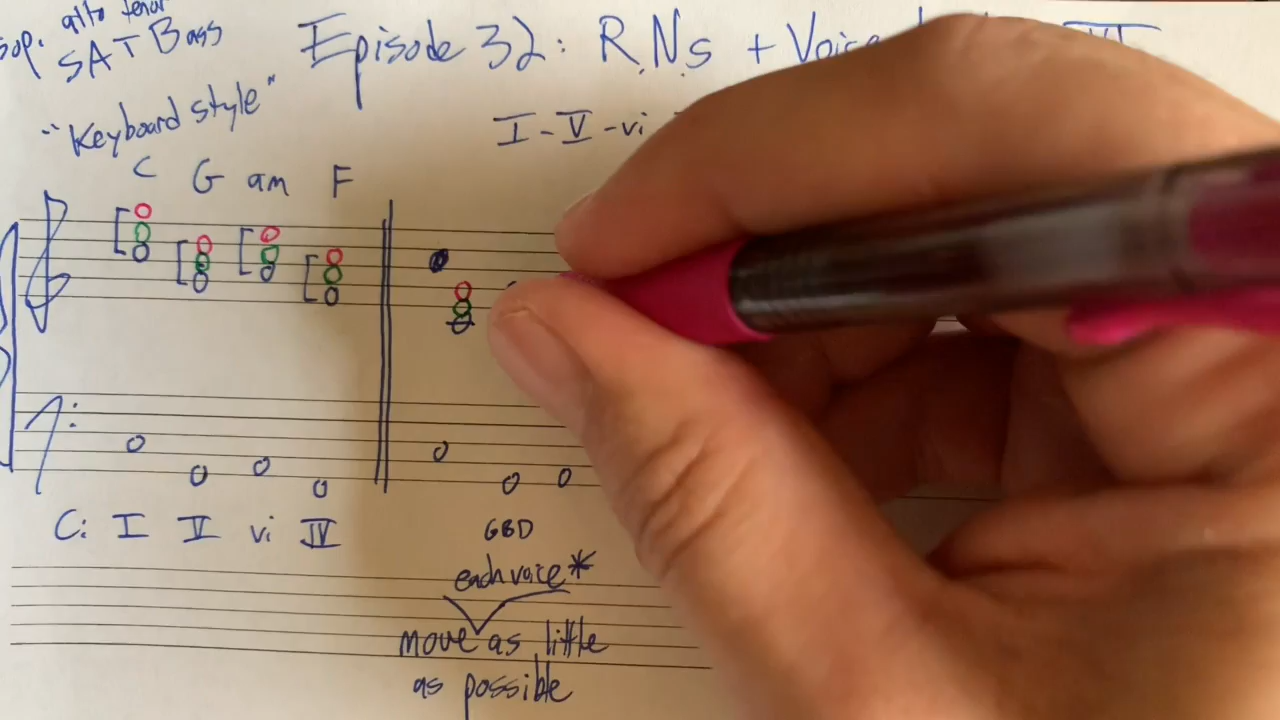 sop. alto tenor
SATBass
Episode 32: R.N.s + Voice
"Keyboard style"
I-V-vi
C G am F
C: I V vi IV
GBD
each voice*
move as little
as possible